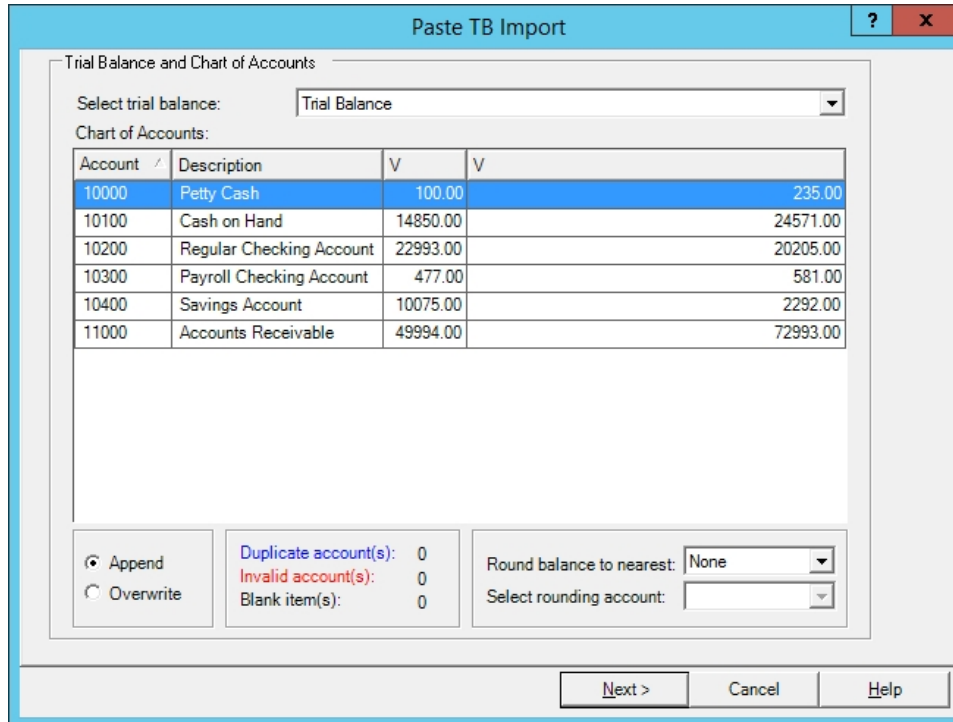 Paste TB Import
? x
Trial Balance and Chart of Accounts
Select trial balance: Trial Balance
Chart of Accounts:
Account Description V V
10000 Petty Cash 100.00 235.00
10100 Cash on Hand 14850.00 24571.00
10200 Regular Checking Account 22993.00 20205.00
10300 Payroll Checking Account 477.00 581.00
10400 Savings Account 10075.00 2292.00
11000 Accounts Receivable 49994.00 72993.00
Append
Overwrite
Duplicate account(s): 0
Invalid account(s): 0
Blank item(s): 0
Round balance to nearest: None
Select rounding account:
Next > Cancel Help